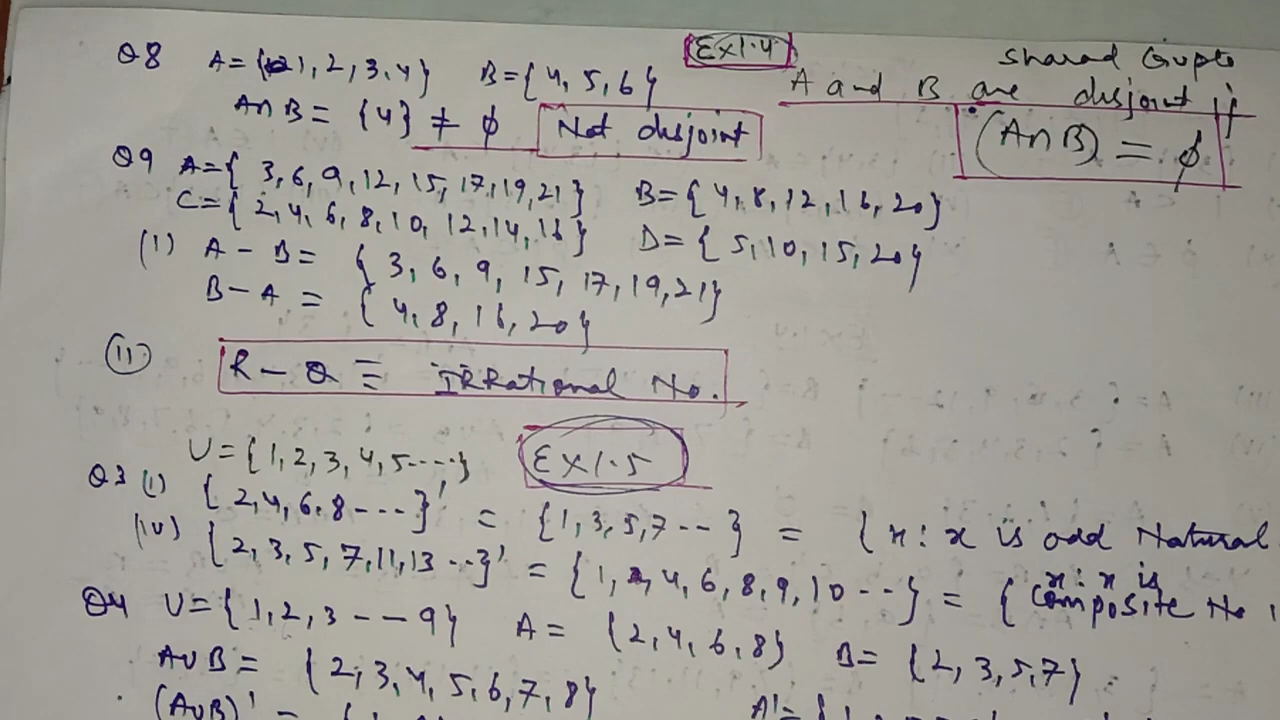 Ex1.4
Sharad Gupta
Q8 A={1, 2, 3, 4} B={4, 5, 6}
A and B are disjoint if
A∩B = {4} ≠ ϕ Not disjoint
(A∩B) = ϕ
Q9 A={ 3, 6, 9, 12, 15, 17, 19, 21} B={ 4, 8, 12, 16, 20}
C={ 2, 4, 6, 8, 10, 12, 14, 16} D={ 5, 10, 15, 20}
(i) A - B = { 3, 6, 9, 15, 17, 19, 21}
B - A = { 4, 8, 16, 20}
(ii) R - Q = IRRational No.
Ex1.5
U={1, 2, 3, 4, 5-----}
Q3 (i) { 2, 4, 6, 8 ---}' = {1, 3, 5, 7 --} = {x : x is odd Natural
(iv) {2, 3, 5, 7, 11, 13 --}' = {1, 4, 6, 8, 9, 10 --} = {x : x is Composite No
Q4 U={1, 2, 3 --- 9} A = {2, 4, 6, 8} B = {2, 3, 5, 7}
A∪B = {2, 3, 4, 5, 6, 7, 8}
(A∪B)' = {1, A' = {1